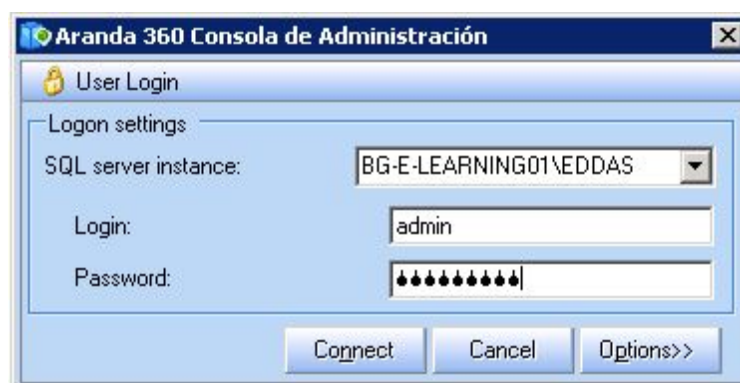 Aranda 360 Consola de Administración
User Login
Logon settings
SQL server instance: BG-E-LEARNING01\EDDAS
Login: admin
Password:
Connect Cancel Options>>